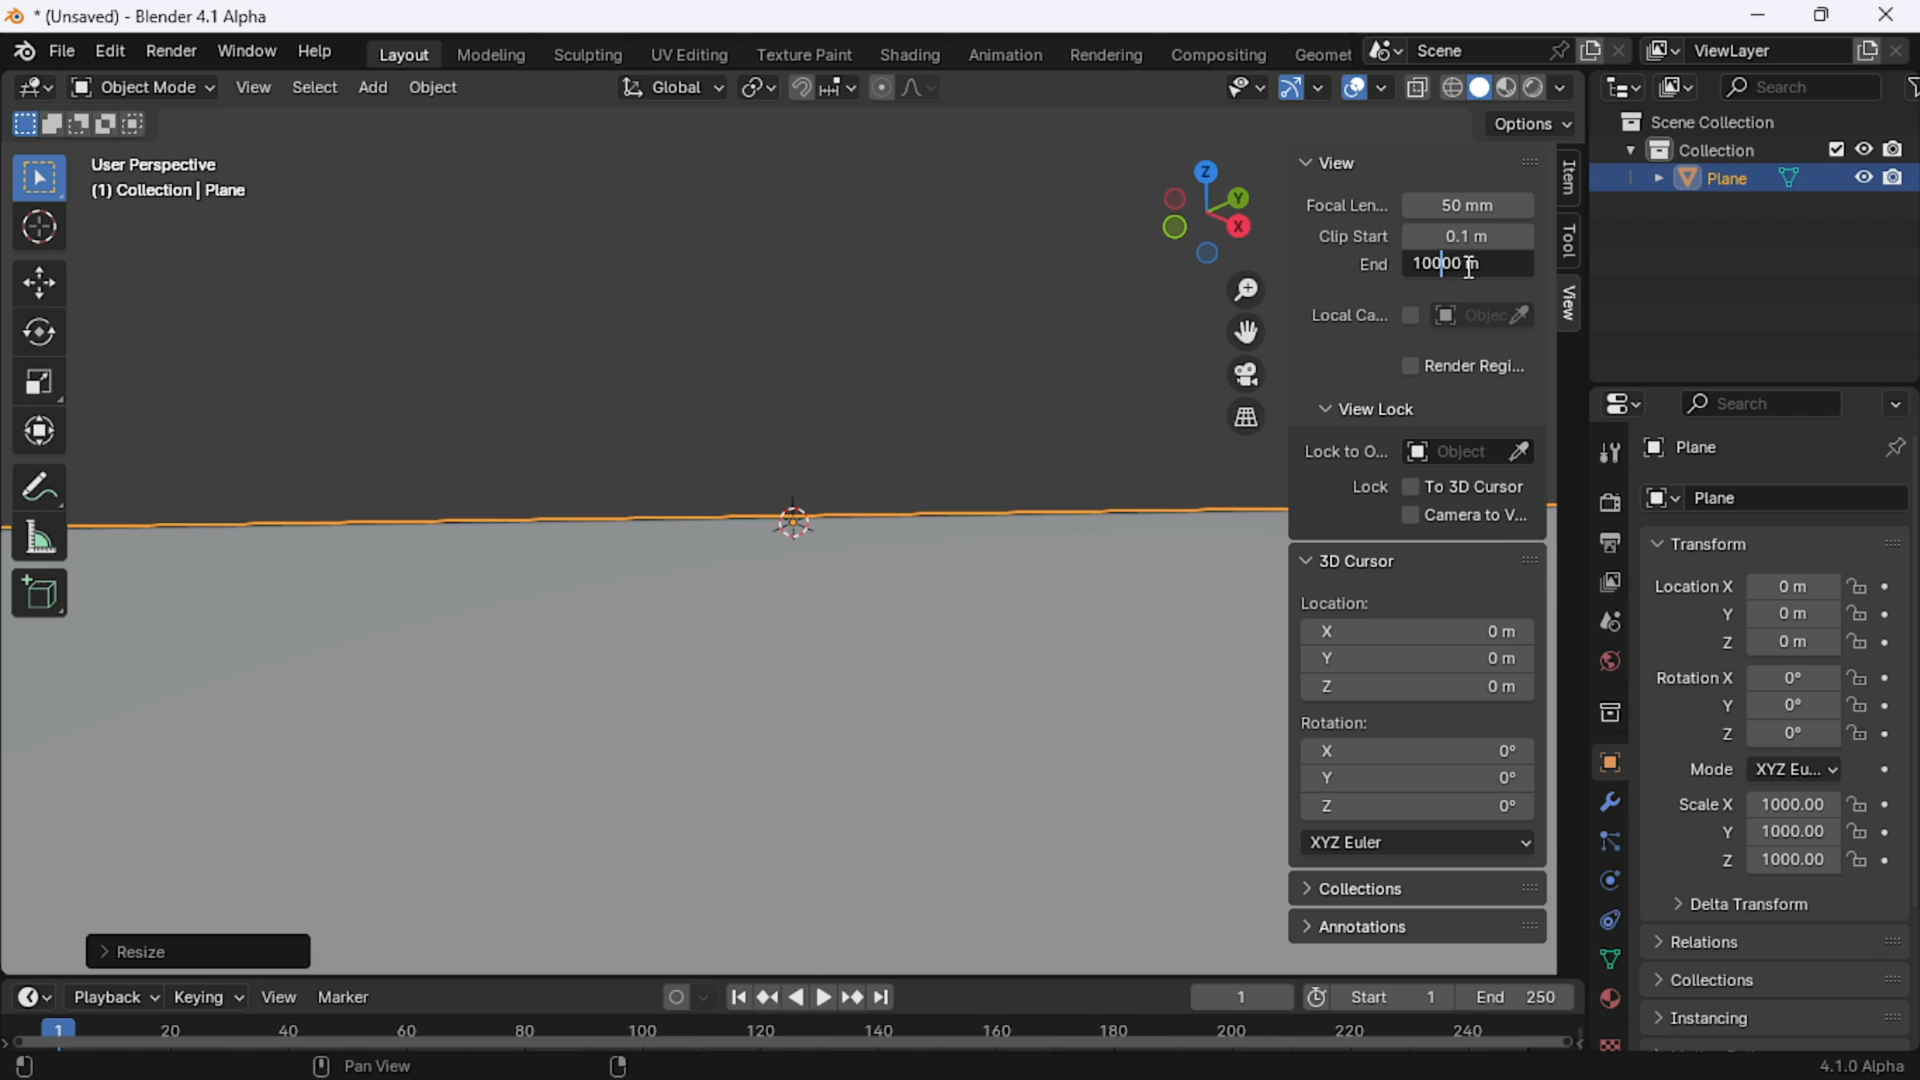 * (Unsaved) - Blender 4.1 Alpha
File Edit Render Window Help Layout Modeling Sculpting UV Editing Texture Paint Shading Animation Rendering Compositing Geomet Scene ViewLayer
Object Mode View Select Add Object Global Search
Options
User Perspective
(1) Collection | Plane
Z
Y
X
View
Focal Len... 50 mm
Clip Start 0.1 m
End 10000 m
Local Ca... Objec
Render Regi...
View Lock
Lock to O... Object
Lock To 3D Cursor
Camera to V...
3D Cursor
Location:
X 0 m
Y 0 m
Z 0 m
Rotation:
X 0°
Y 0°
Z 0°
XYZ Euler
Collections
Annotations
Item
Tool
View
Scene Collection
Collection
Plane
Search
Plane
Plane
Transform
Location X 0 m
Y 0 m
Z 0 m
Rotation X 0°
Y 0°
Z 0°
Mode XYZ Eu...
Scale X 1000.00
Y 1000.00
Z 1000.00
Delta Transform
Relations
Collections
Instancing
Resize
Playback Keying View Marker 1 Start 1 End 250
1 20 40 60 80 100 120 140 160 180 200 220 240
Pan View 4.1.0 Alpha